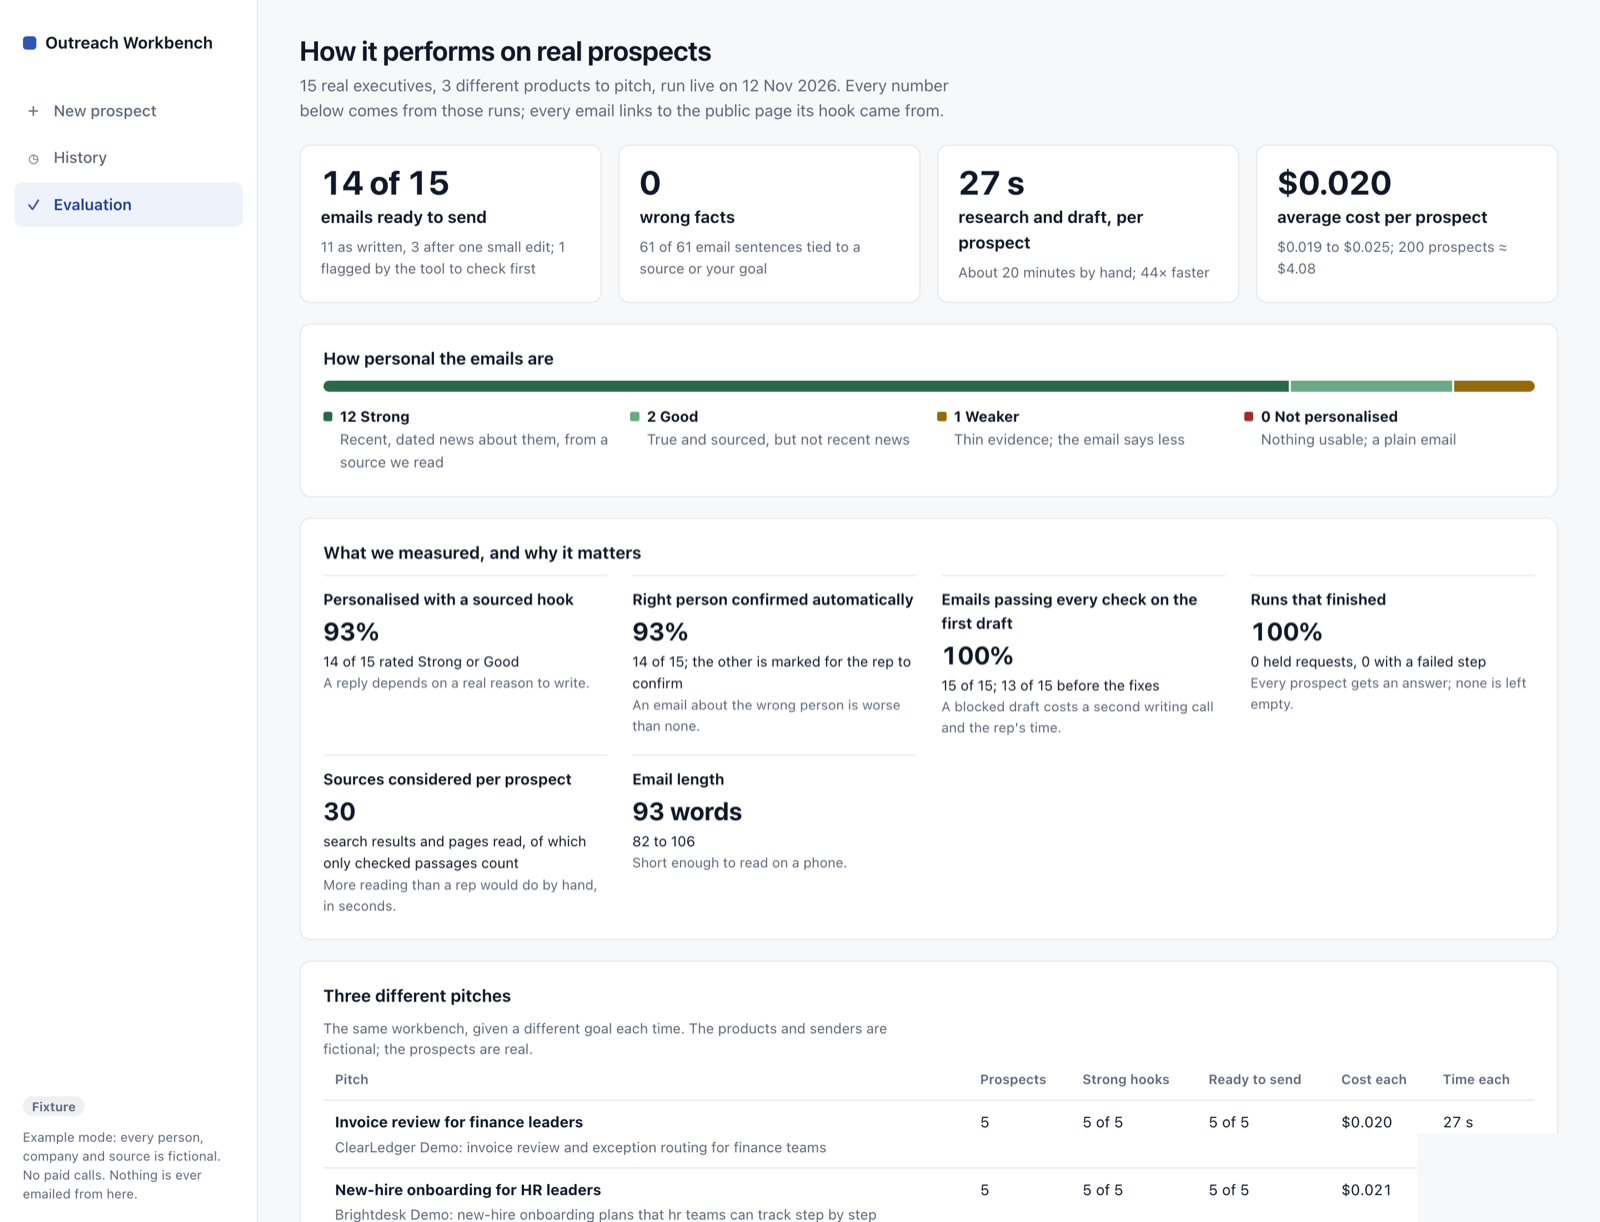 Outreach Workbench
+ New prospect
History
✓ Evaluation
Fixture
Example mode: every person,
company and source is fictional.
No paid calls. Nothing is ever
emailed from here.
How it performs on real prospects
15 real executives, 3 different products to pitch, run live on 12 Nov 2026. Every number
below comes from those runs; every email links to the public page its hook came from.
14 of 15
emails ready to send
11 as written, 3 after one small edit; 1
flagged by the tool to check first
0
wrong facts
61 of 61 email sentences tied to a
source or your goal
27 s
research and draft, per
prospect
About 20 minutes by hand; 44× faster
$0.020
average cost per prospect
$0.019 to $0.025; 200 prospects ≈
$4.08
How personal the emails are
12 Strong
Recent, dated news about them, from a
source we read
2 Good
True and sourced, but not recent news
1 Weaker
Thin evidence; the email says less
0 Not personalised
Nothing usable; a plain email
What we measured, and why it matters
Personalised with a sourced hook
93%
14 of 15 rated Strong or Good
A reply depends on a real reason to write.
Right person confirmed automatically
93%
14 of 15; the other is marked for the rep to
confirm
An email about the wrong person is worse
than none.
Emails passing every check on the
first draft
100%
15 of 15; 13 of 15 before the fixes
A blocked draft costs a second writing call
and the rep's time.
Runs that finished
100%
0 held requests, 0 with a failed step
Every prospect gets an answer; none is left
empty.
Sources considered per prospect
30
search results and pages read, of which
only checked passages count
More reading than a rep would do by hand,
in seconds.
Email length
93 words
82 to 106
Short enough to read on a phone.
Three different pitches
The same workbench, given a different goal each time. The products and senders are
fictional; the prospects are real.
Pitch Prospects Strong hooks Ready to send Cost each Time each
Invoice review for finance leaders 5 5 of 5 5 of 5 $0.020 27 s
ClearLedger Demo: invoice review and exception routing for finance teams
New-hire onboarding for HR leaders 5 5 of 5 5 of 5 $0.021
Brightdesk Demo: new-hire onboarding plans that hr teams can track step by step